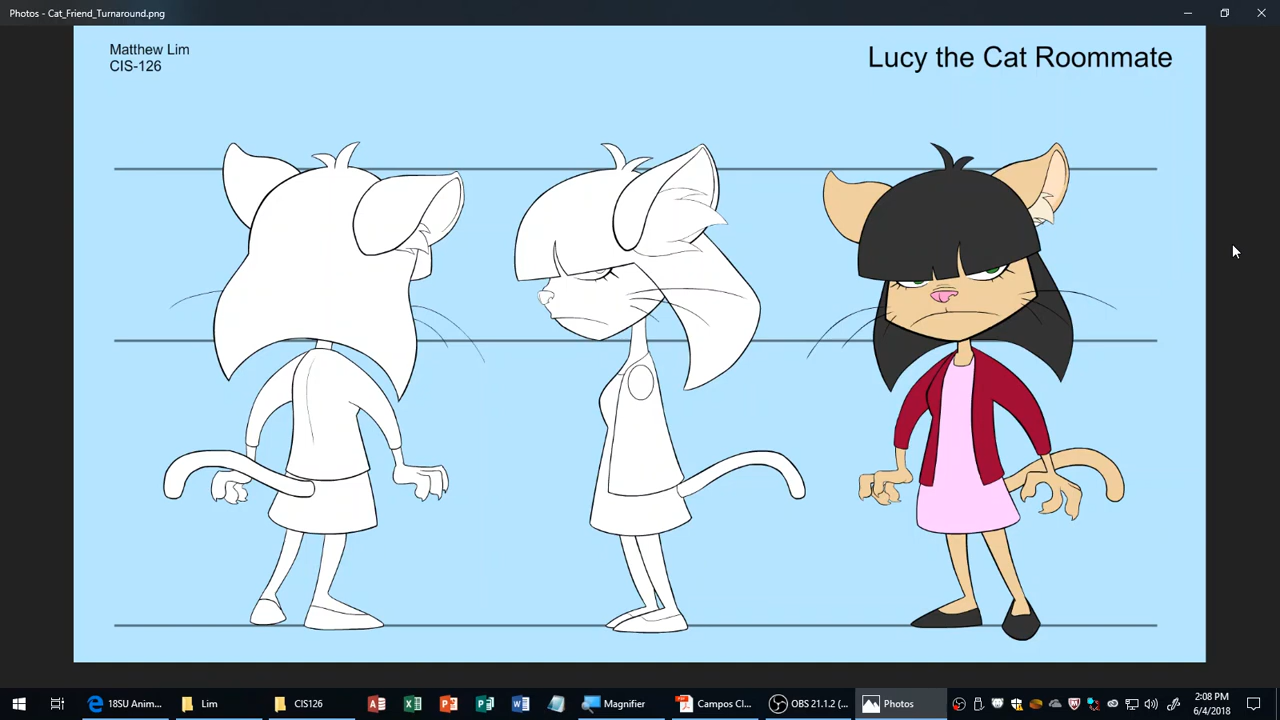 Photos - Cat_Friend_Turnaround.png
Matthew Lim
CIS-126
Lucy the Cat Roommate
18SU Anim...
Lim
CIS126
Magnifier
Campos Cl...
OBS 21.1.2 (...
Photos
2:08 PM
6/4/2018